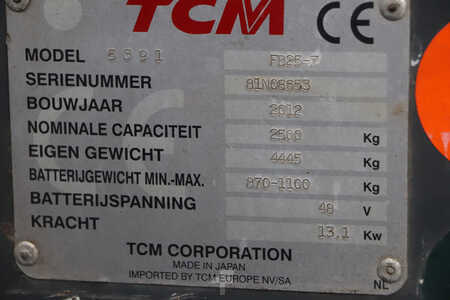 TCM CE
MODEL 6391 FB25-7
SERIENUMMER 81N08653
BOUWJAAR 2012
NOMINALE CAPACITEIT 2500 Kg
EIGEN GEWICHT 4445 Kg
BATTERIJGEWICHT MIN.-MAX. 870-1100 Kg
BATTERIJSPANNING 48 V
KRACHT 13,1 Kw
TCM CORPORATION
MADE IN JAPAN
IMPORTED BY TCM EUROPE NV/SA NL